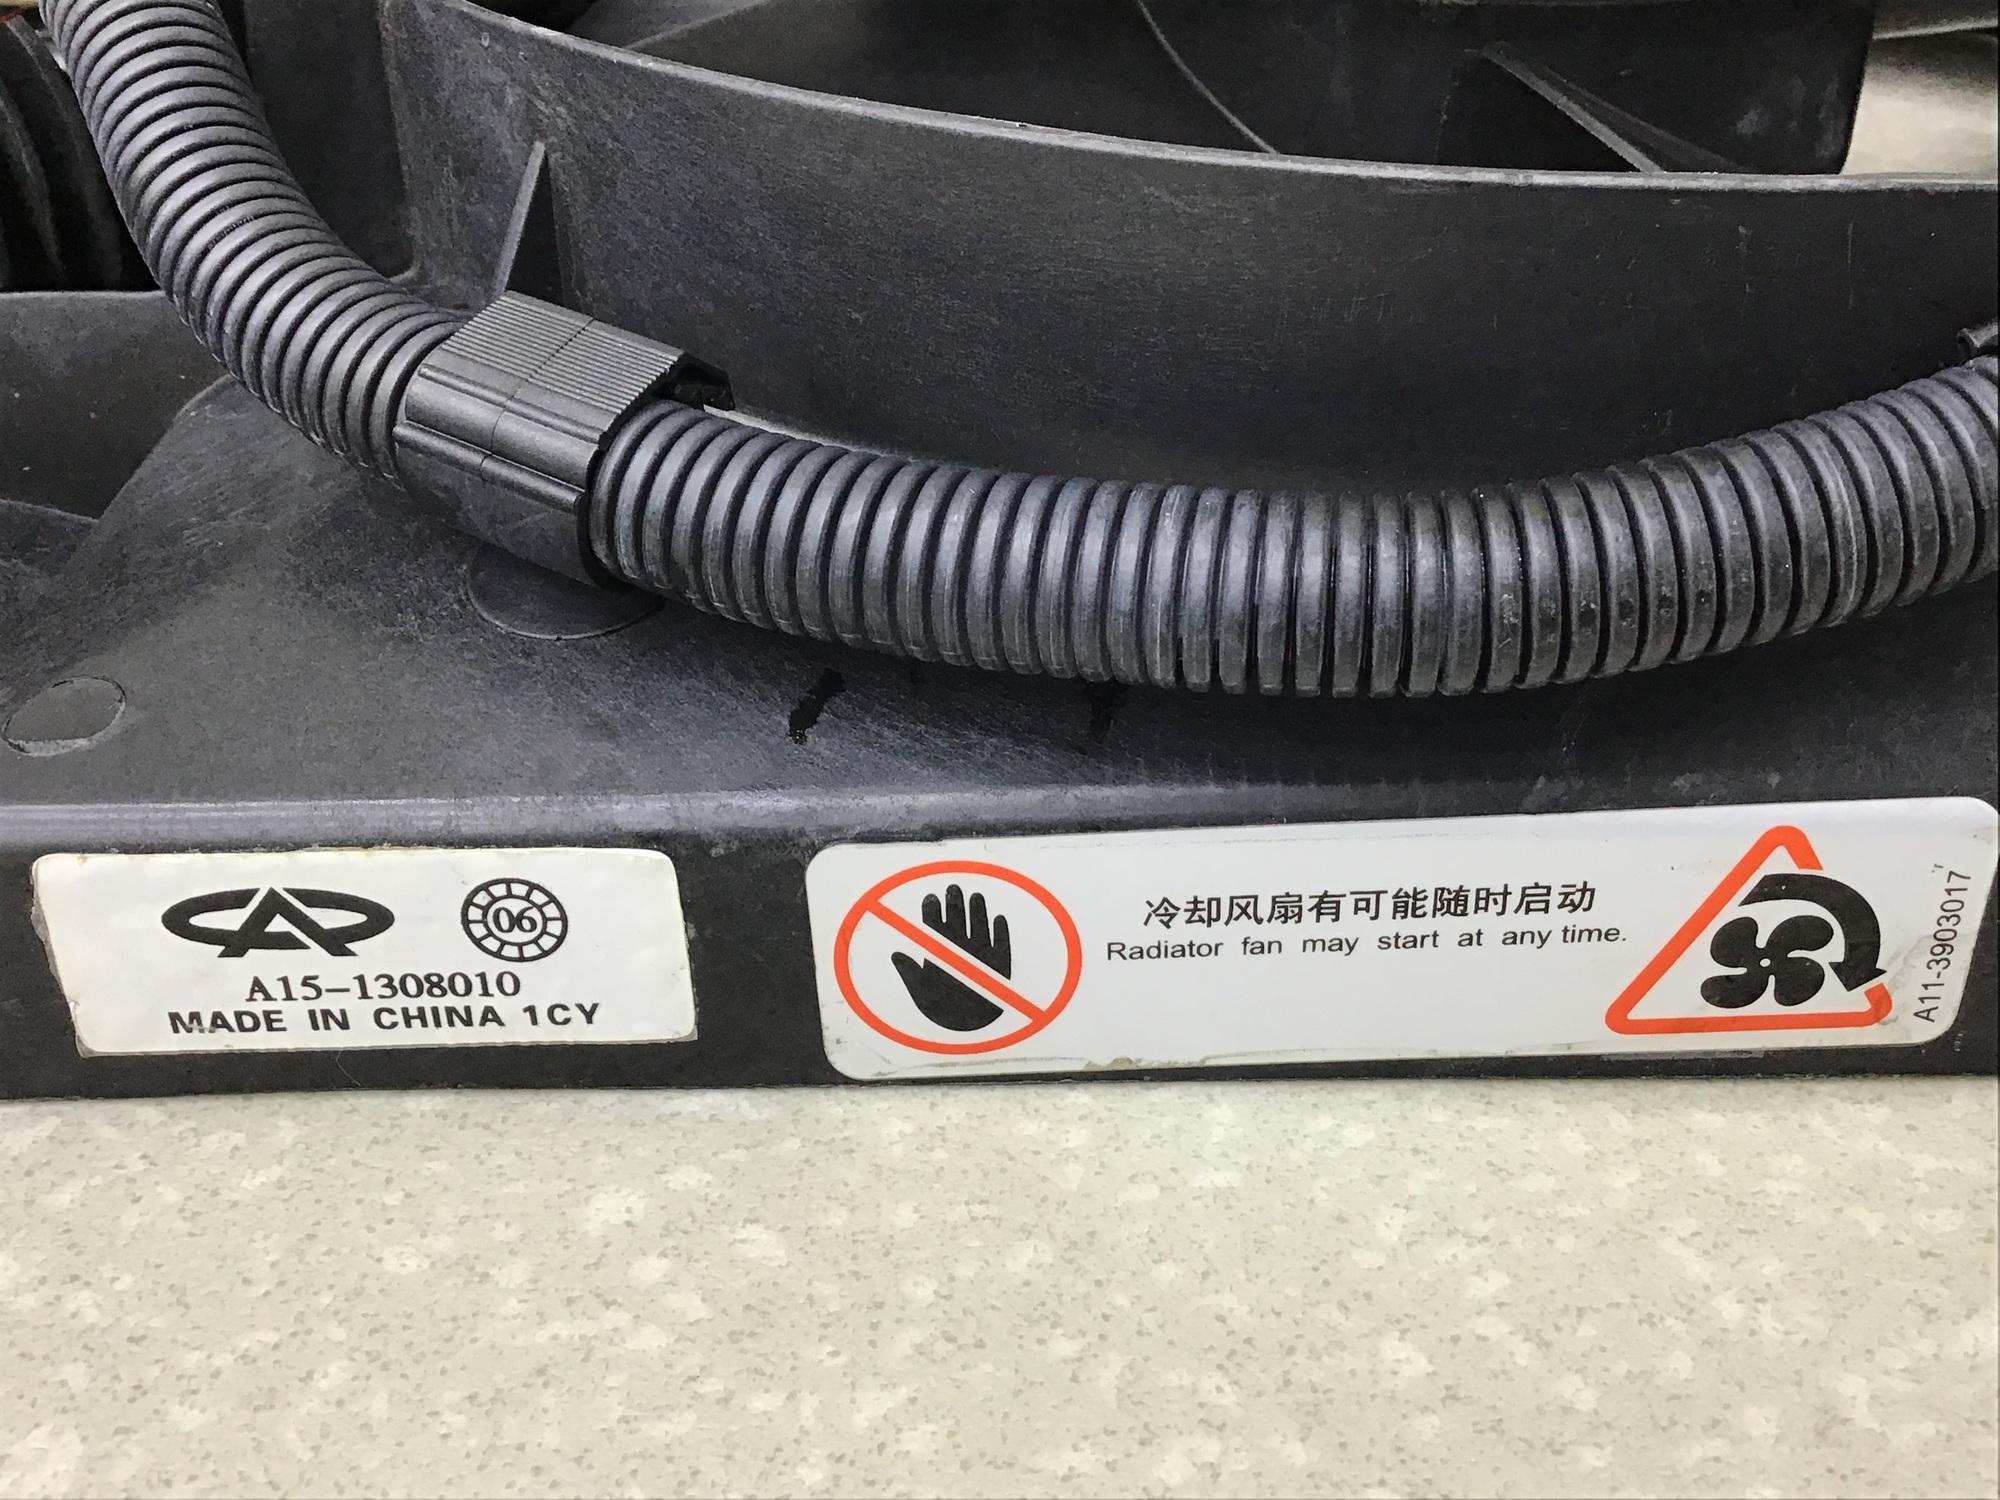 06
A15-1308010
MADE IN CHINA 1CY
冷却风扇有可能随时启动
Radiator fan may start at any time.
A11-3903017